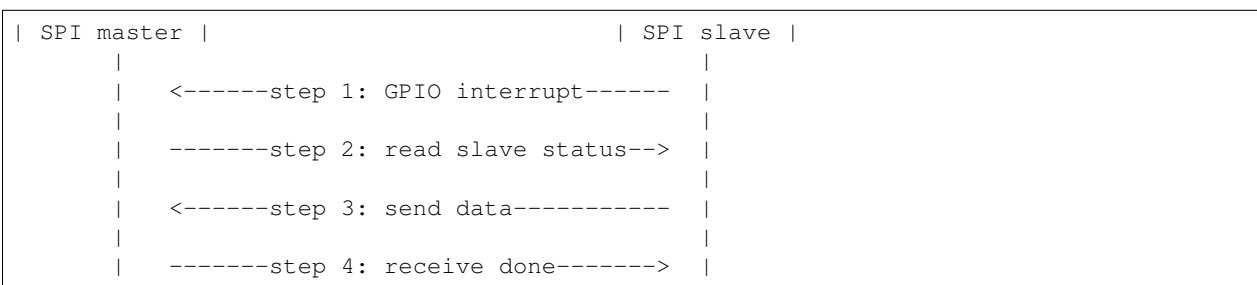 | SPI master |                                  | SPI slave |
       |                                                 |
       |   <------step 1: GPIO interrupt------  |
       |                                                 |
       |   -------step 2: read slave status-->  |
       |                                                 |
       |   <------step 3: send data-----------  |
       |                                                 |
       |   -------step 4: receive done------->  |